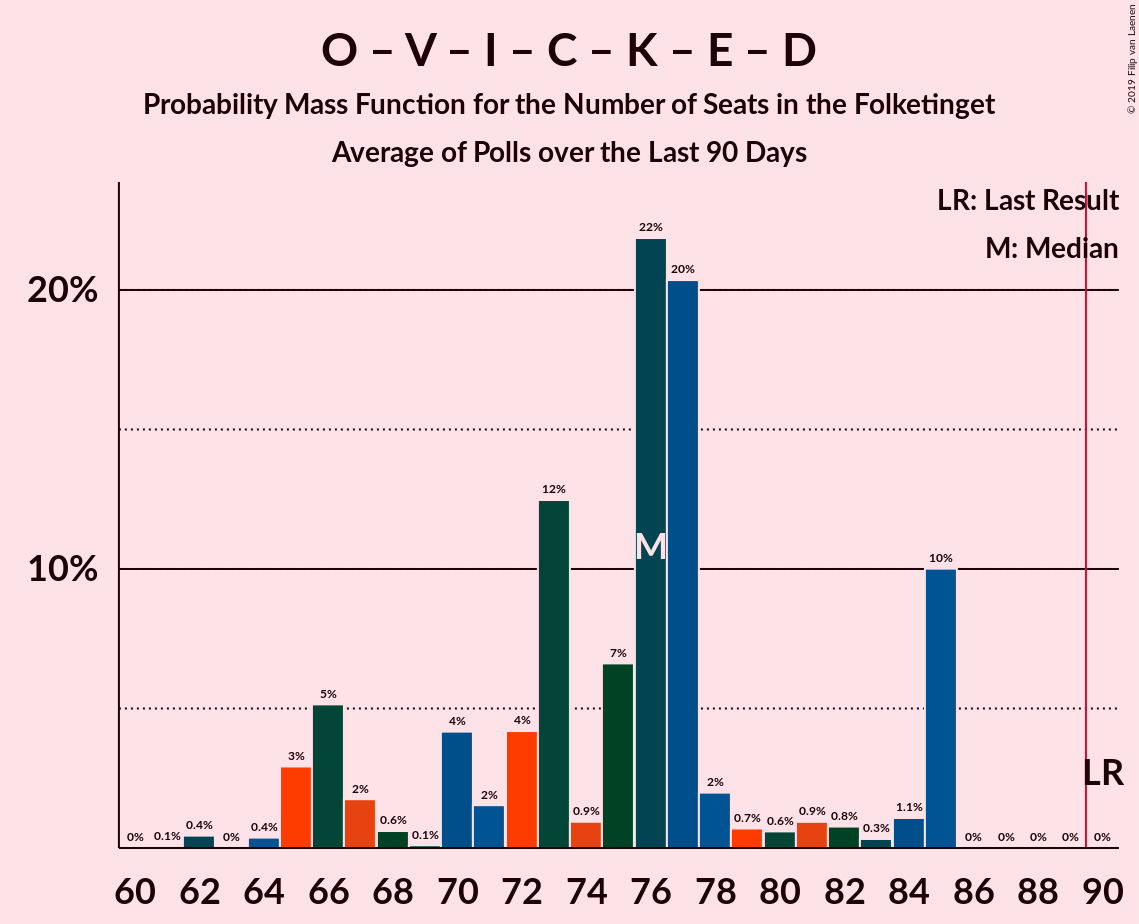 O – V – I – C – K – E – D
Probability Mass Function for the Number of Seats in the Folketinget
Average of Polls over the Last 90 Days
© 2019 Filip van Laenen
LR: Last Result
M: Median
20%
10%
0% 0.1% 0.4% 0% 0.4% 3% 5% 2% 0.6% 0.1% 4% 2% 4% 12% 0.9% 7% 22% 20% 2% 0.7% 0.6% 0.9% 0.8% 0.3% 1.1% 10% 0% 0% 0% 0% 0%
M
LR
60 62 64 66 68 70 72 74 76 78 80 82 84 86 88 90